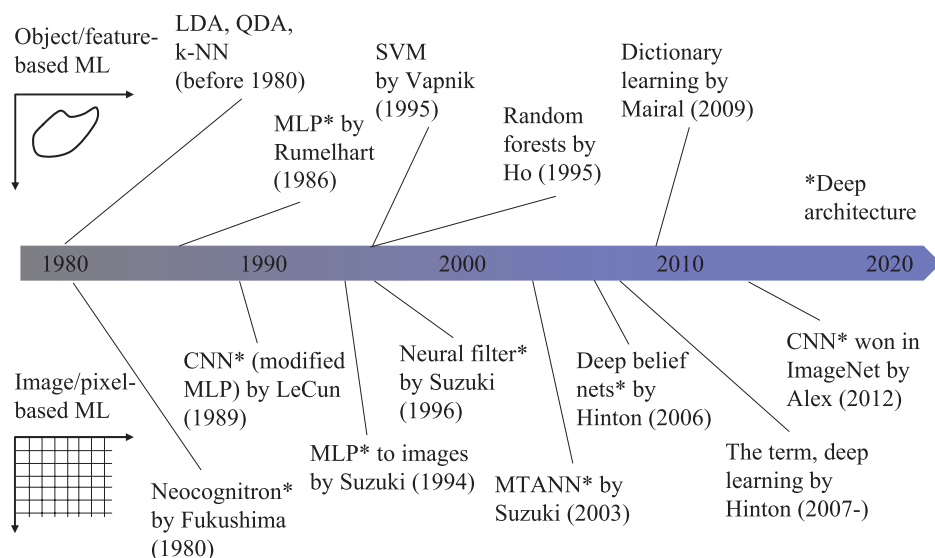 Object/feature-
based ML
LDA, QDA,
k-NN
(before 1980)
MLP* by
Rumelhart
(1986)
SVM
by Vapnik
(1995)
Random
forests by
Ho (1995)
Dictionary
learning by
Mairal (2009)
*Deep
architecture
1980
1990
2000
2010
2020
Image/pixel-
based ML
Neocognitron*
by Fukushima
(1980)
CNN* (modified
MLP) by LeCun
(1989)
MLP* to images
by Suzuki (1994)
Neural filter*
by Suzuki
(1996)
MTANN* by
Suzuki (2003)
Deep belief
nets* by
Hinton (2006)
The term, deep
learning by
Hinton (2007-)
CNN* won in
ImageNet by
Alex (2012)